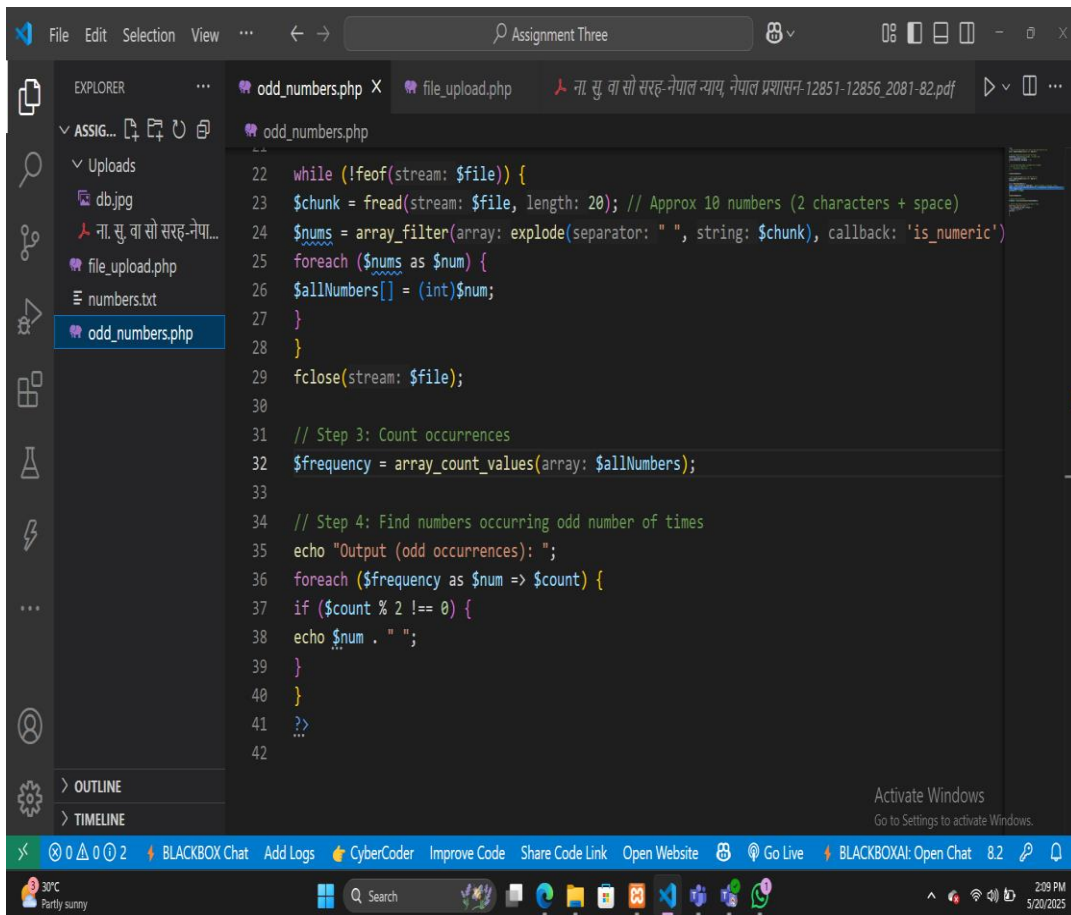 File Edit Selection View ··· ← → Assignment Three
EXPLORER ···
ASSIG...
Uploads
db.jpg
ना. सु. वा सो सरह-नेपा...
file_upload.php
numbers.txt
odd_numbers.php
OUTLINE
TIMELINE
odd_numbers.php X file_upload.php ना. सु. वा सो सरह-नेपाल न्याय, नेपाल प्रशासन-12851-12856_2081-82.pdf ···
odd_numbers.php
22 while (!feof(stream: $file)) {
23 $chunk = fread(stream: $file, length: 20); // Approx 10 numbers (2 characters + space)
24 $nums = array_filter(array: explode(separator: " ", string: $chunk), callback: 'is_numeric')
25 foreach ($nums as $num) {
26 $allNumbers[] = (int)$num;
27 }
28 }
29 fclose(stream: $file);
30
31 // Step 3: Count occurrences
32 $frequency = array_count_values(array: $allNumbers);
33
34 // Step 4: Find numbers occurring odd number of times
35 echo "Output (odd occurrences): ";
36 foreach ($frequency as $num => $count) {
37 if ($count % 2 !== 0) {
38 echo $num . " ";
39 }
40 }
41 ?>
42
Activate Windows
Go to Settings to activate Windows.
0 0 2 BLACKBOX Chat Add Logs CyberCoder Improve Code Share Code Link Open Website Go Live BLACKBOXAI: Open Chat 8.2
3 30°C
Partly sunny
Search
2:09 PM
5/20/2025